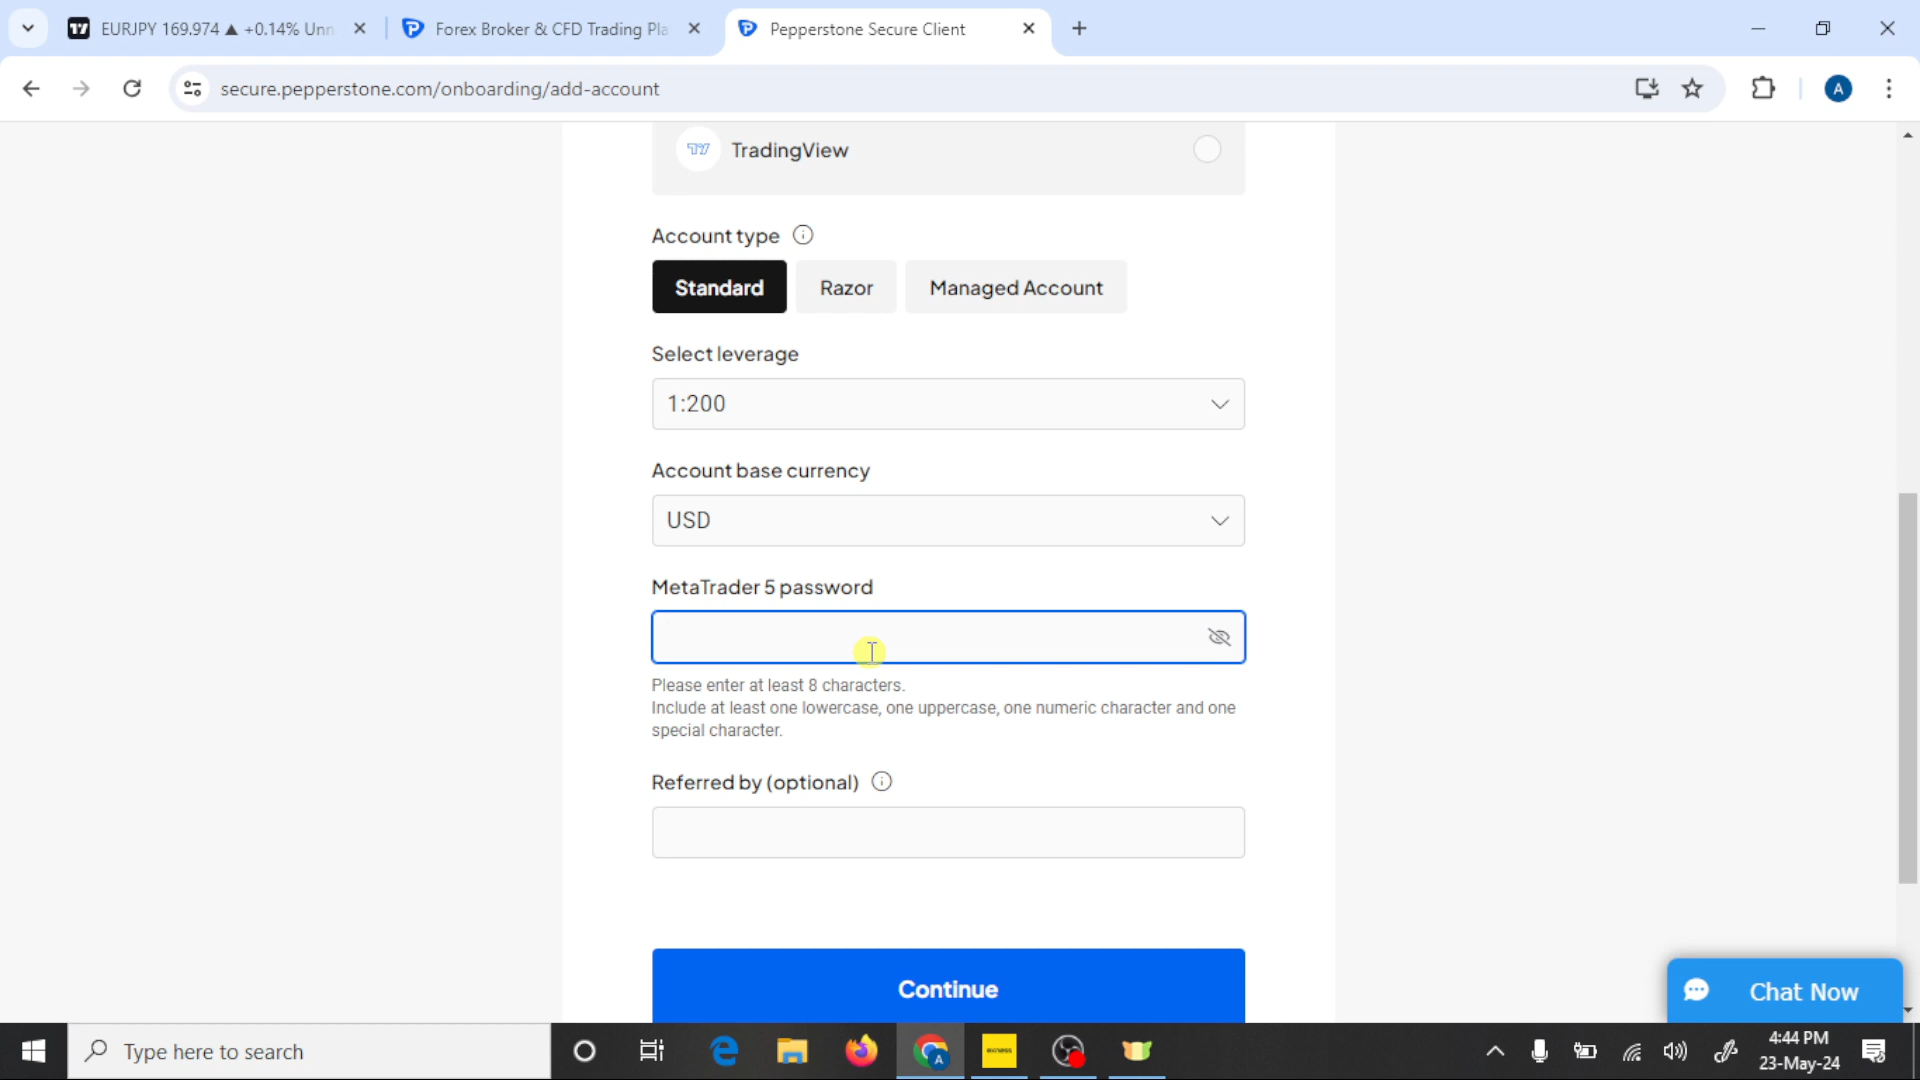 EURJPY 169.974 ▲ +0.14% Unn
Forex Broker & CFD Trading Pla
Pepperstone Secure Client
secure.pepperstone.com/onboarding/add-account
A
TradingView
Account type
Standard
Razor
Managed Account
Select leverage
1:200
Account base currency
USD
MetaTrader 5 password
Please enter at least 8 characters.
Include at least one lowercase, one uppercase, one numeric character and one
special character.
Referred by (optional)
Continue
Chat Now
Type here to search
A
exness
4:44 PM
23-May-24